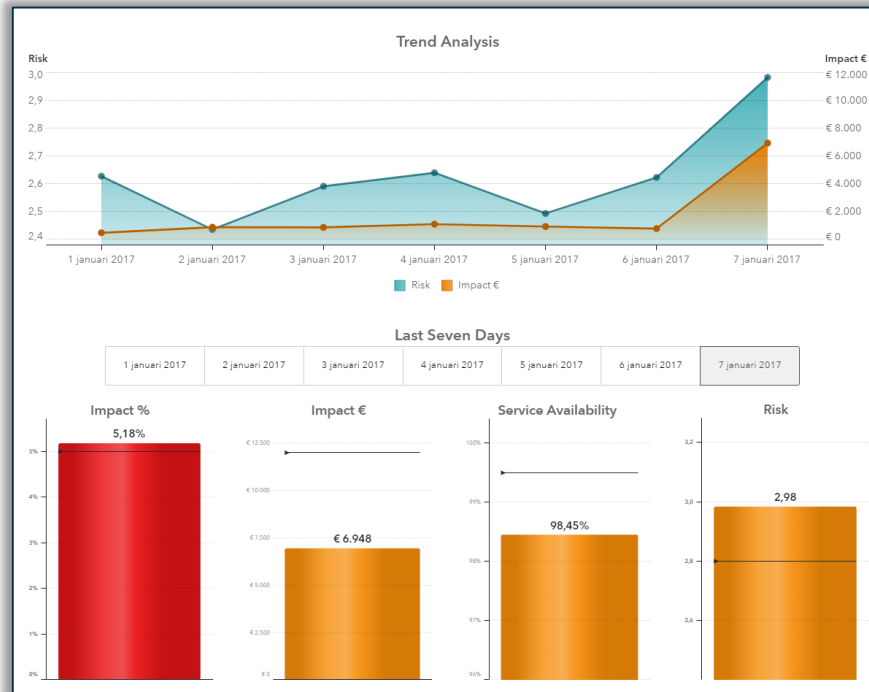 Trend Analysis
Risk
Impact €
3,0
€ 12.000
2,9
€ 10.000
2,8
€ 8.000
2,7
€ 6.000
2,6
€ 4.000
2,5
€ 2.000
2,4
€ 0
1 januari 2017
2 januari 2017
3 januari 2017
4 januari 2017
5 januari 2017
6 januari 2017
7 januari 2017
Risk
Impact €
Last Seven Days
1 januari 2017
2 januari 2017
3 januari 2017
4 januari 2017
5 januari 2017
6 januari 2017
7 januari 2017
Impact %
5,18%
5%
4%
3%
2%
1%
0%
Impact €
€ 12.500
€ 10.000
€ 7.500
€ 6.948
€ 5.000
€ 2.500
€ 0
Service Availability
100%
99%
98,45%
98%
97%
96%
Risk
3,2
3,0
2,98
2,8
2,6